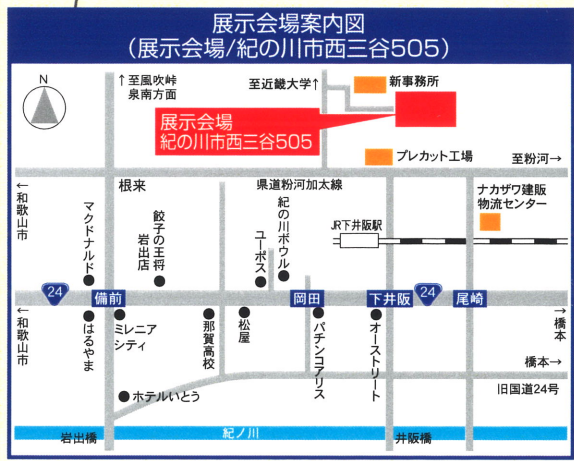 展示会場案内図
(展示会場/紀の川市西三谷505)
N
↑至風吹峠
泉南方面
至近畿大学↑
新事務所
展示会場
紀の川市西三谷505
プレカット工場
至粉河→
根来
県道粉河加太線
ナカザワ建販
物流センター
←和歌山市
マクドナルド
餃子の王将
岩出店
ユーポス
紀の川ボウル
JR下井阪駅
24
備前
岡田
下井阪
24
尾崎
←和歌山市
はるやま
ミレニア
シティ
那賀高校
松屋
パチンコアリス
オーストリート
→橋本
橋本→
旧国道24号
ホテルいとう
岩出橋
紀ノ川
井阪橋